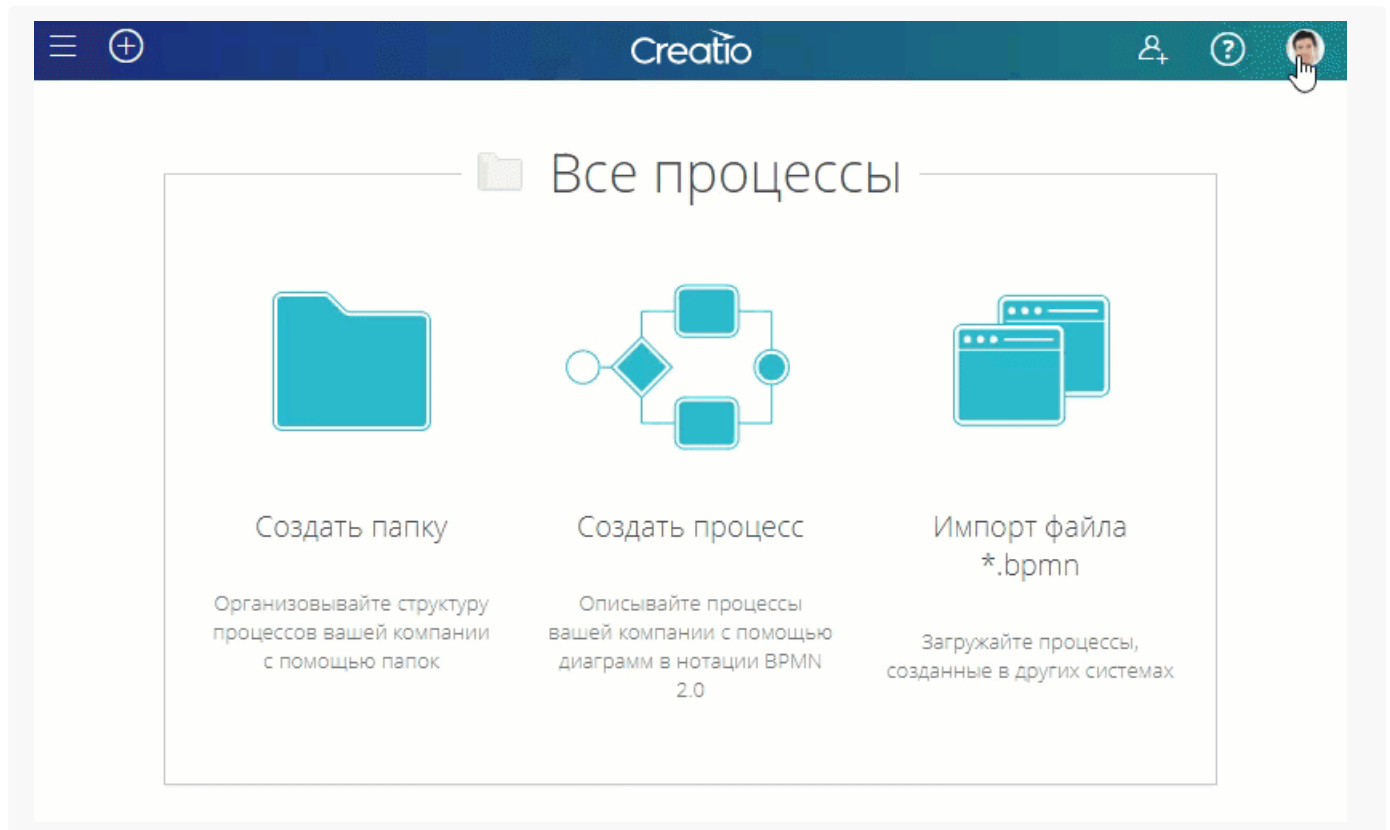 Creatio
Все процессы
Создать папку
Организовывайте структуру
процессов вашей компании
с помощью папок
Создать процесс
Описывайте процессы
вашей компании с помощью
диаграмм в нотации BPMN
2.0
Импорт файла
*.bpmn
Загружайте процессы,
созданные в других системах